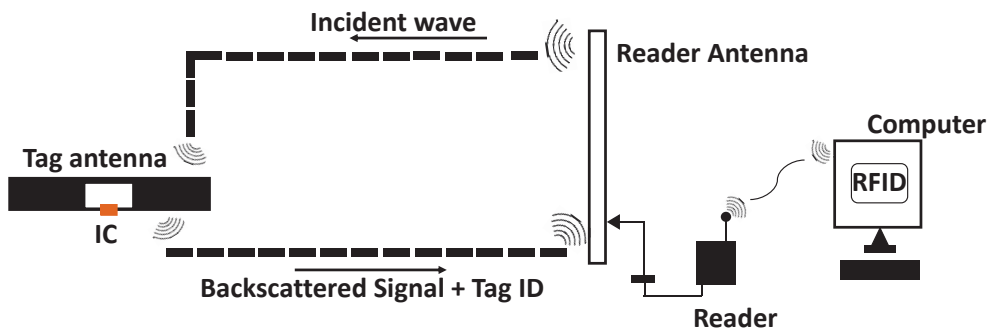 Incident wave
Reader Antenna
Computer
Tag antenna
RFID
IC
Backscattered Signal + Tag ID
Reader